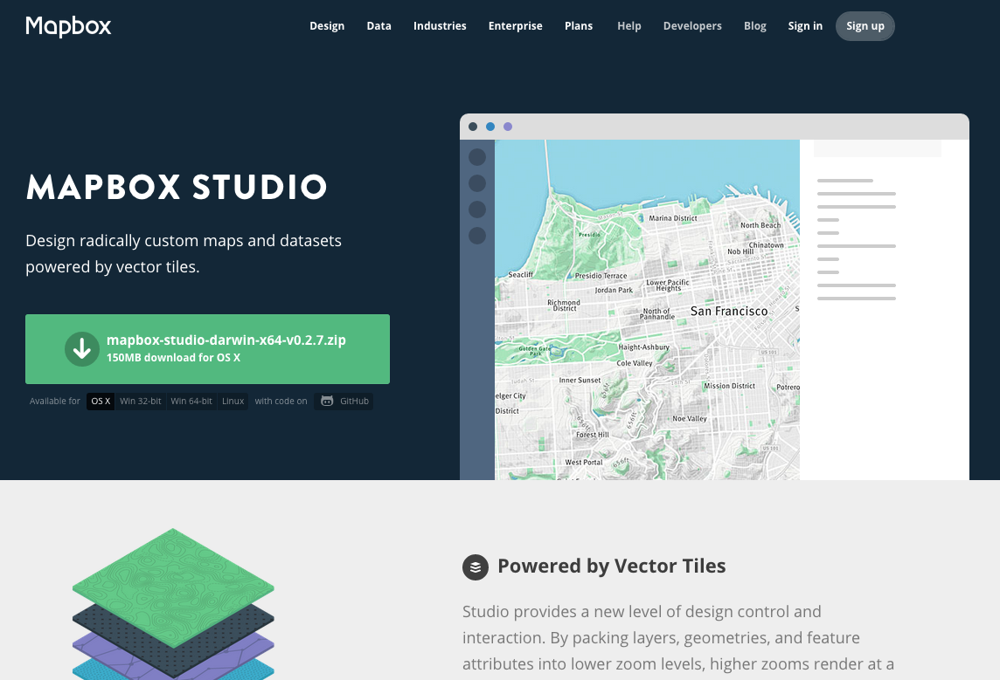 Mapbox
Design Data Industries Enterprise Plans Help Developers Blog Sign in Sign up
MAPBOX STUDIO
Design radically custom maps and datasets
powered by vector tiles.
mapbox-studio-darwin-x64-v0.2.7.zip
150MB download for OS X
Available for OS X Win 32-bit Win 64-bit Linux with code on GitHub
Marina District
North Beach
Presidio
Chinatown
Nob Hill
Seacliff
Presidio Terrace
Lower Pacific
Heights
Jordan Park
Richmond
District
North of
Panhandle
San Francisco
Golden Gate
Park
Haight-Ashbury
Cole Valley
US 101
Inner Sunset
Mission District
Potrero
elger City
District
Noe Valley
656ft
Forest Hill
US 101
West Portal
656ft
Powered by Vector Tiles
Studio provides a new level of design control and
interaction. By packing layers, geometries, and feature
attributes into lower zoom levels, higher zooms render at a